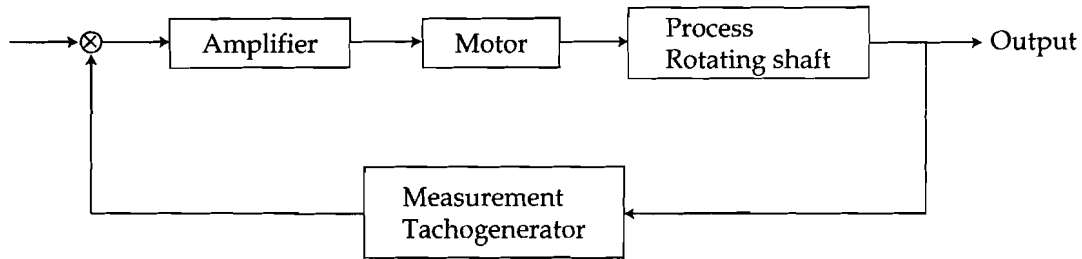 Amplifier
Motor
Process
Rotating shaft
Output
Measurement
Tachogenerator